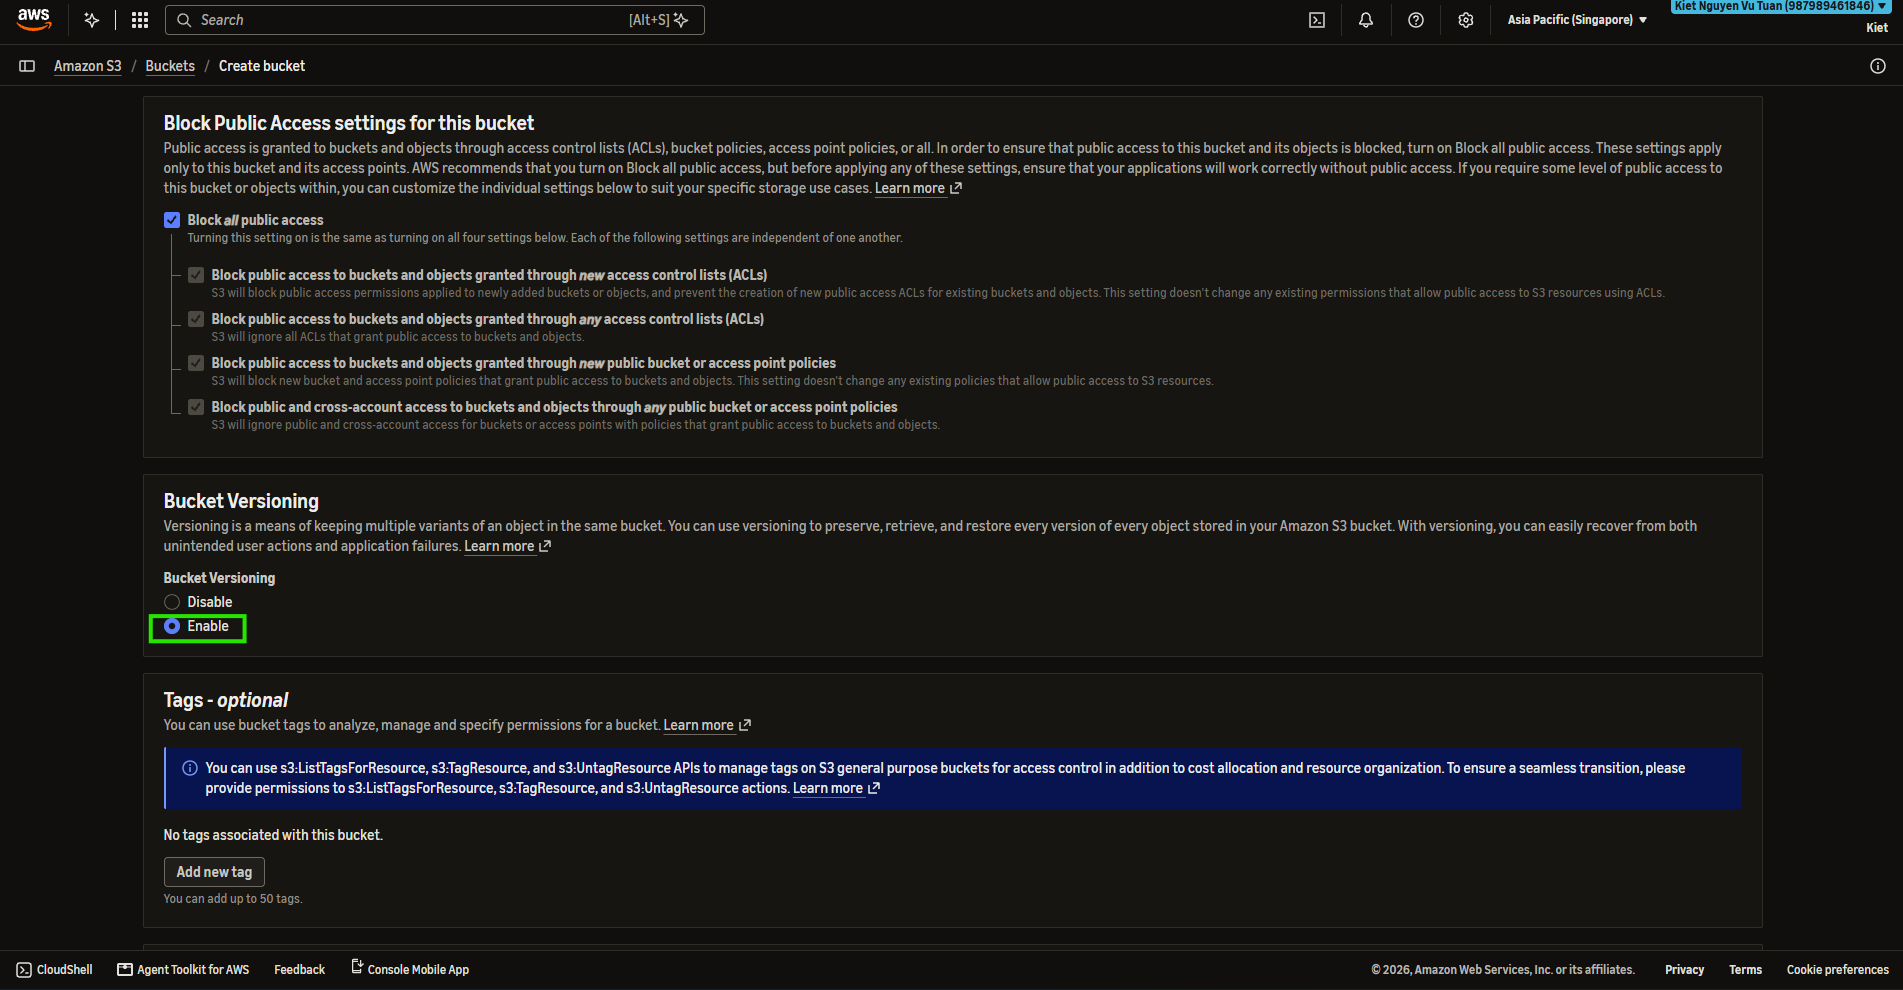 aws
Search
[Alt+S]
Asia Pacific (Singapore)
Kiet Nguyen Vu Tuan (987989461846)
Kiet
Amazon S3 / Buckets / Create bucket
Block Public Access settings for this bucket
Public access is granted to buckets and objects through access control lists (ACLs), bucket policies, access point policies, or all. In order to ensure that public access to this bucket and its objects is blocked, turn on Block all public access. These settings apply
only to this bucket and its access points. AWS recommends that you turn on Block all public access, but before applying any of these settings, ensure that your applications will work correctly without public access. If you require some level of public access to
this bucket or objects within, you can customize the individual settings below to suit your specific storage use cases. Learn more
Block all public access
Turning this setting on is the same as turning on all four settings below. Each of the following settings are independent of one another.
Block public access to buckets and objects granted through new access control lists (ACLs)
S3 will block public access permissions applied to newly added buckets or objects, and prevent the creation of new public access ACLs for existing buckets and objects. This setting doesn't change any existing permissions that allow public access to S3 resources using ACLs.
Block public access to buckets and objects granted through any access control lists (ACLs)
S3 will ignore all ACLs that grant public access to buckets and objects.
Block public access to buckets and objects granted through new public bucket or access point policies
S3 will block new bucket and access point policies that grant public access to buckets and objects. This setting doesn't change any existing policies that allow public access to S3 resources.
Block public and cross-account access to buckets and objects through any public bucket or access point policies
S3 will ignore public and cross-account access for buckets or access points with policies that grant public access to buckets and objects.
Bucket Versioning
Versioning is a means of keeping multiple variants of an object in the same bucket. You can use versioning to preserve, retrieve, and restore every version of every object stored in your Amazon S3 bucket. With versioning, you can easily recover from both
unintended user actions and application failures. Learn more
Bucket Versioning
Disable
Enable
Tags - optional
You can use bucket tags to analyze, manage and specify permissions for a bucket. Learn more
You can use s3:ListTagsForResource, s3:TagResource, and s3:UntagResource APIs to manage tags on S3 general purpose buckets for access control in addition to cost allocation and resource organization. To ensure a seamless transition, please
provide permissions to s3:ListTagsForResource, s3:TagResource, and s3:UntagResource actions. Learn more
No tags associated with this bucket.
Add new tag
You can add up to 50 tags.
CloudShell
Agent Toolkit for AWS
Feedback
Console Mobile App
© 2026, Amazon Web Services, Inc. or its affiliates.
Privacy
Terms
Cookie preferences